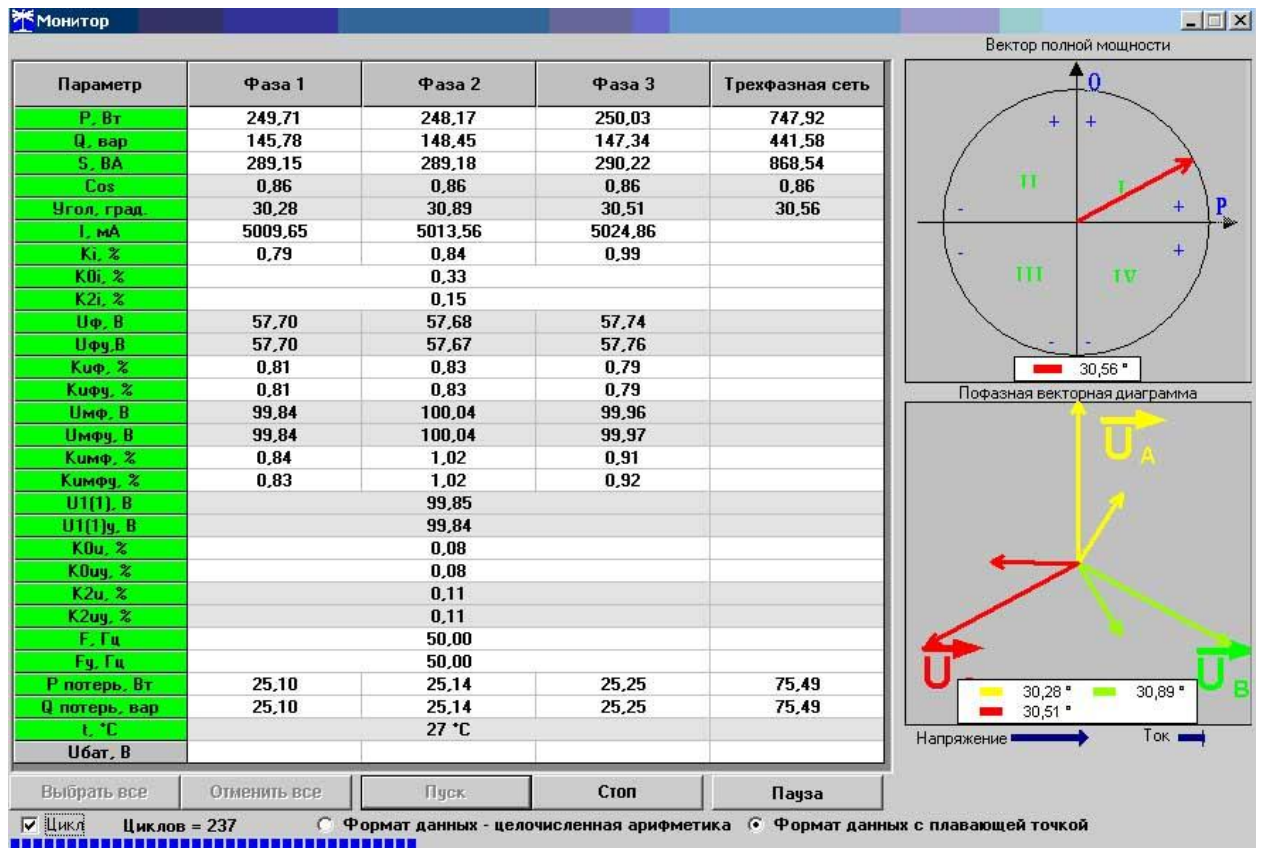 Монитор
Параметр Фаза 1 Фаза 2 Фаза 3 Трехфазная сеть
P, Вт 249,71 248,17 250,03 747,92
Q, вар 145,78 148,45 147,34 441,58
S, ВА 289,15 289,18 290,22 868,54
Cos 0,86 0,86 0,86 0,86
Угол, град. 30,28 30,89 30,51 30,56
I, мА 5009,65 5013,56 5024,86
Ki, % 0,79 0,84 0,99
K0i, % 0,33
K2i, % 0,15
Uф, В 57,70 57,68 57,74
Uфy,В 57,70 57,67 57,76
Kuф, % 0,81 0,83 0,79
Kuфy, % 0,81 0,83 0,79
Uмф, В 99,84 100,04 99,96
Uмфy, В 99,84 100,04 99,97
Kuмф, % 0,84 1,02 0,91
Kuмфy, % 0,83 1,02 0,92
U1(1), В 99,85
U1(1)y, В 99,84
K0u, % 0,08
K0uy, % 0,08
K2u, % 0,11
K2uy, % 0,11
F, Гц 50,00
Fy, Гц 50,00
P потерь, Вт 25,10 25,14 25,25 75,49
Q потерь, вар 25,10 25,14 25,25 75,49
t, °C 27 °C
Uбат, В
Выбрать все Отменить все Пуск Стоп Пауза
Цикл Циклов = 237 Формат данных - целочисленная арифметика Формат данных с плавающей точкой
Вектор полной мощности
Q
+ +
II I
- + P
- +
III IV
- -
30,56 °
Пофазная векторная диаграмма
U A
U
U B
30,28 ° 30,89 °
30,51 °
Напряжение Ток